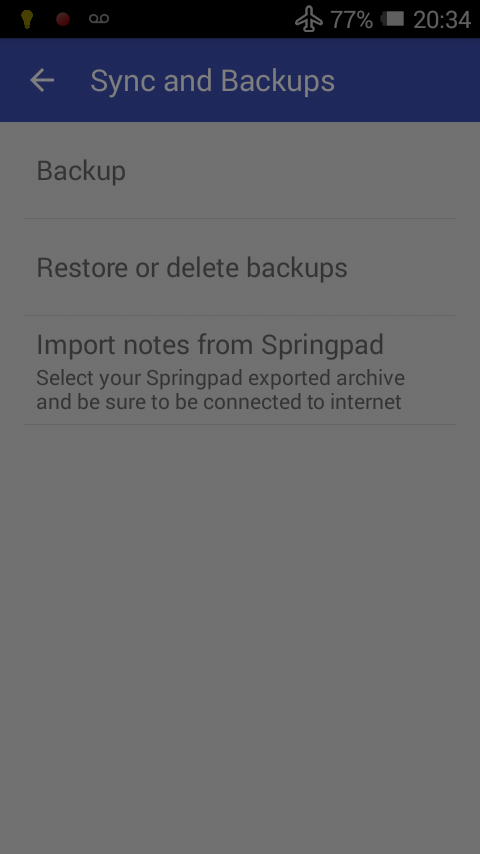 77% 20:34
Sync and Backups
Backup
Restore or delete backups
Import notes from Springpad
Select your Springpad exported archive
and be sure to be connected to internet